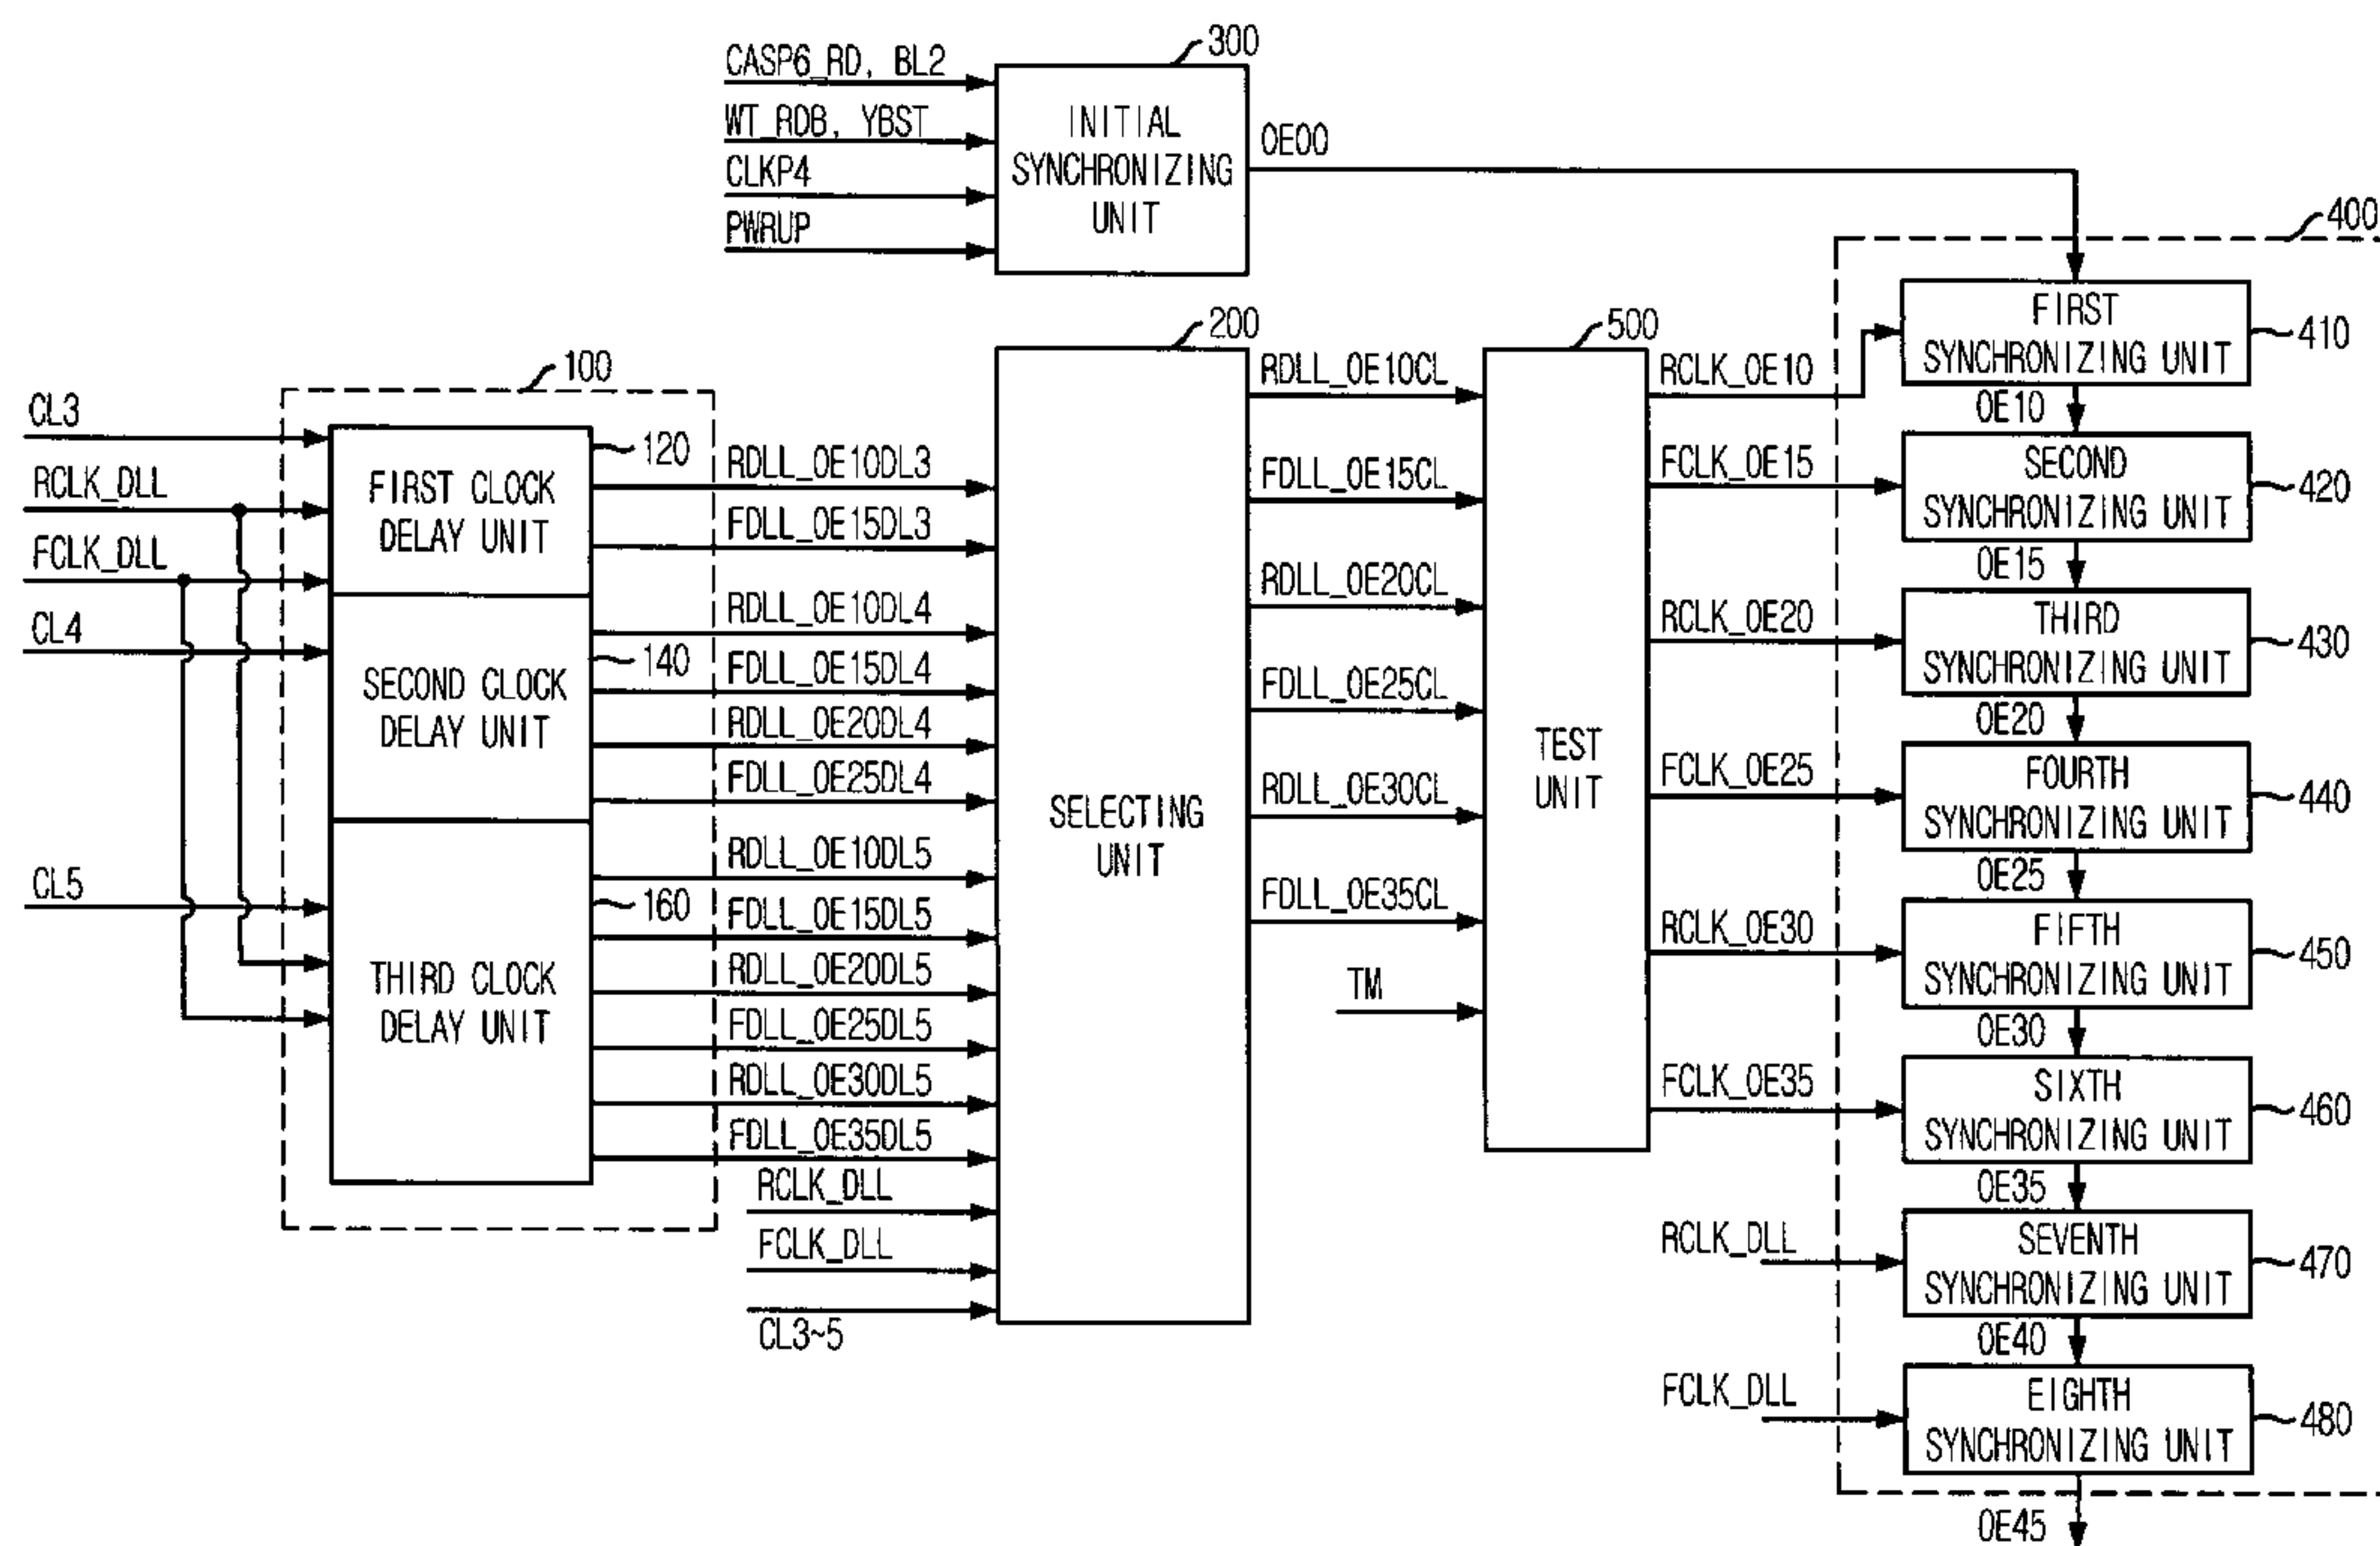 300
CASP6_RD, BL2
WT_RDB, YBST
CLKP4
PWRUP
INITIAL
SYNCHRONIZING
UNIT
OE00
400
200
500
100
CL3
RCLK_DLL
FCLK_DLL
CL4
CL5
FIRST CLOCK
DELAY UNIT
120
SECOND CLOCK
DELAY UNIT
140
THIRD CLOCK
DELAY UNIT
160
RDLL_OE10DL3
FDLL_OE15DL3
RDLL_OE10DL4
FDLL_OE15DL4
RDLL_OE20DL4
FDLL_OE25DL4
RDLL_OE10DL5
FDLL_OE15DL5
RDLL_OE20DL5
FDLL_OE25DL5
RDLL_OE30DL5
FDLL_OE35DL5
RCLK_DLL
FCLK_DLL
CL3~5
SELECTING
UNIT
RDLL_OE10CL
FDLL_OE15CL
RDLL_OE20CL
FDLL_OE25CL
RDLL_OE30CL
FDLL_OE35CL
TM
TEST
UNIT
RCLK_OE10
FCLK_OE15
RCLK_OE20
FCLK_OE25
RCLK_OE30
FCLK_OE35
RCLK_DLL
FCLK_DLL
FIRST
SYNCHRONIZING UNIT
410
OE10
SECOND
SYNCHRONIZING UNIT
420
OE15
THIRD
SYNCHRONIZING UNIT
430
OE20
FOURTH
SYNCHRONIZING UNIT
440
OE25
FIFTH
SYNCHRONIZING UNIT
450
OE30
SIXTH
SYNCHRONIZING UNIT
460
OE35
SEVENTH
SYNCHRONIZING UNIT
470
OE40
EIGHTH
SYNCHRONIZING UNIT
480
OE45